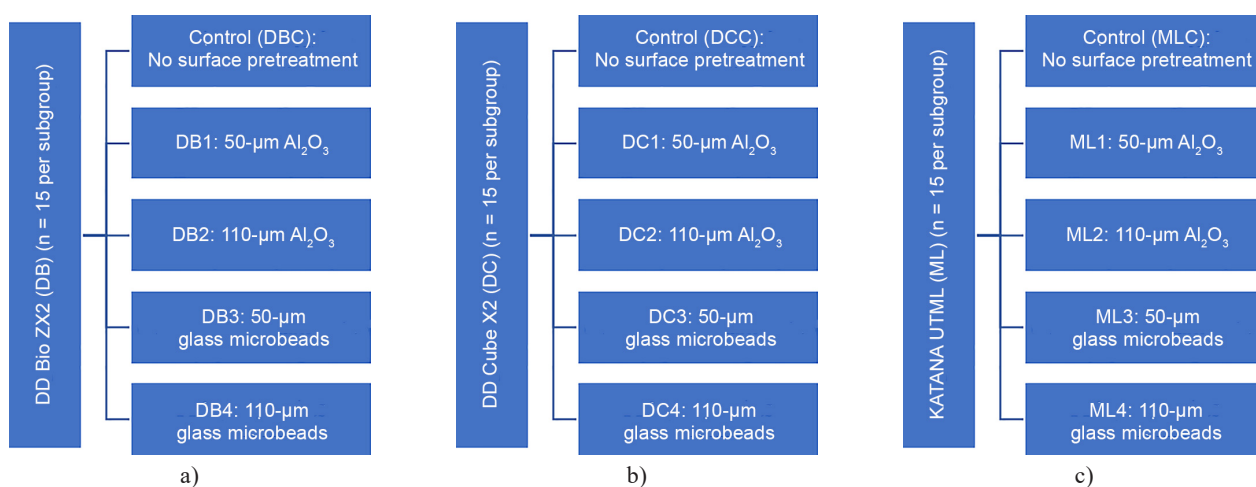 DD Bio ZX2 (DB) (n = 15 per subgroup)
Control (DBC):
No surface pretreatment
DB1: 50-µm Al₂O₃
DB2: 110-µm Al₂O₃
DB3: 50-µm
glass microbeads
DB4: 110-µm
glass microbeads
a)
DD Cube X2 (DC) (n = 15 per subgroup)
Control (DCC):
No surface pretreatment
DC1: 50-µm Al₂O₃
DC2: 110-µm Al₂O₃
DC3: 50-µm
glass microbeads
DC4: 110-µm
glass microbeads
b)
KATANA UTML (ML) (n = 15 per subgroup)
Control (MLC):
No surface pretreatment
ML1: 50-µm Al₂O₃
ML2: 110-µm Al₂O₃
ML3: 50-µm
glass microbeads
ML4: 110-µm
glass microbeads
c)